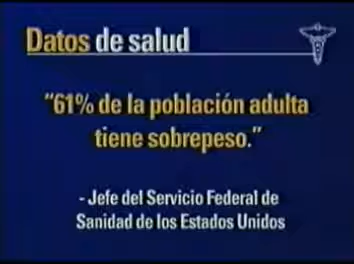 Datos de salud
"61% de la población adulta
tiene sobrepeso."
- Jefe del Servicio Federal de
Sanidad de los Estados Unidos